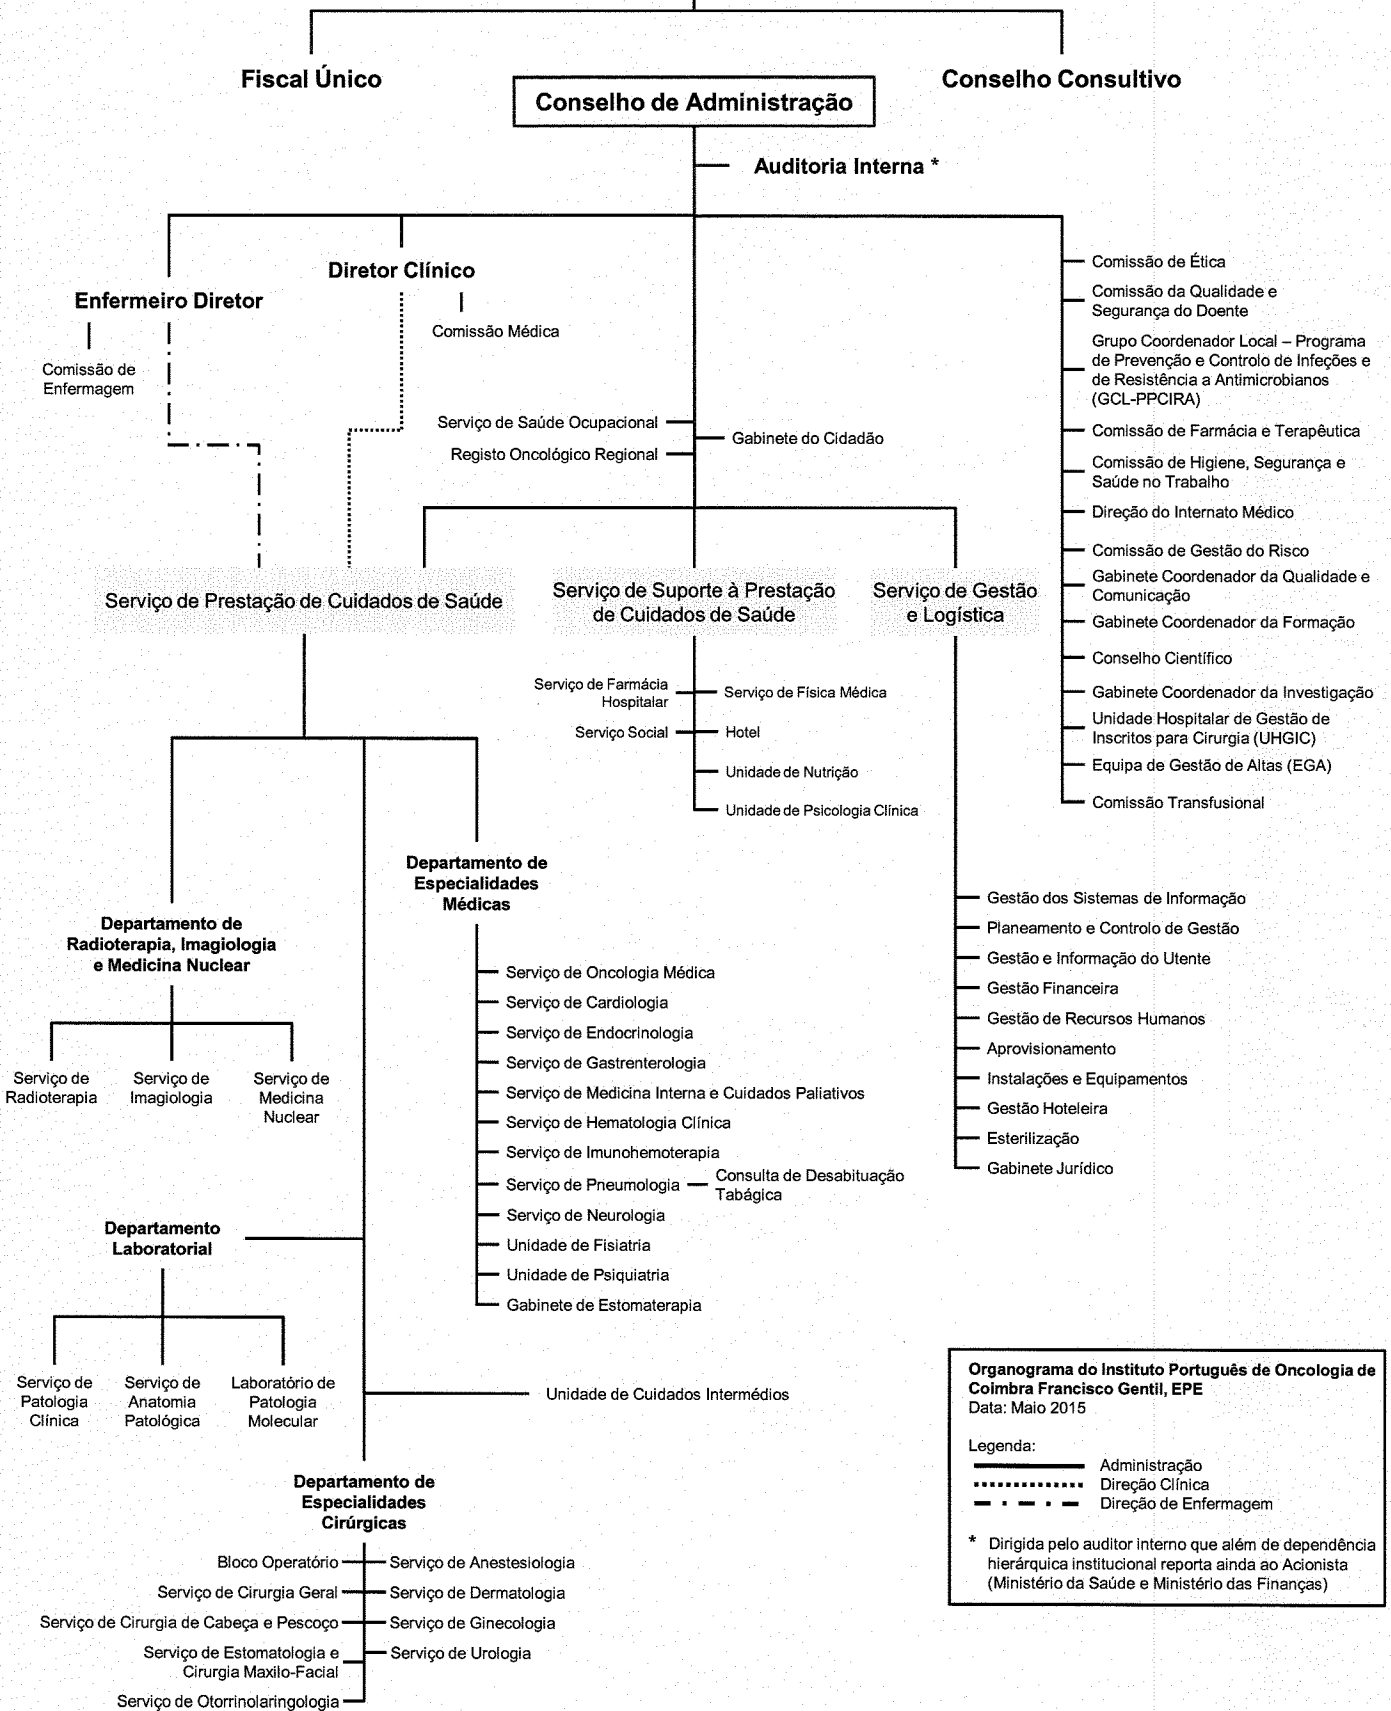 Fiscal Único
Conselho Consultivo
Conselho de Administração
Auditoria Interna *
Diretor Clínico
Enfermeiro Diretor
Comissão Médica
Comissão de
Enfermagem
Serviço de Saúde Ocupacional
Gabinete do Cidadão
Registo Oncológico Regional
Comissão de Ética
Comissão da Qualidade e
Segurança do Doente
Grupo Coordenador Local – Programa
de Prevenção e Controlo de Infeções e
de Resistência a Antimicrobianos
(GCL-PPCIRA)
Comissão de Farmácia e Terapêutica
Comissão de Higiene, Segurança e
Saúde no Trabalho
Direção do Internato Médico
Comissão de Gestão do Risco
Gabinete Coordenador da Qualidade e
Comunicação
Gabinete Coordenador da Formação
Conselho Científico
Gabinete Coordenador da Investigação
Unidade Hospitalar de Gestão de
Inscritos para Cirurgia (UHGIC)
Equipa de Gestão de Altas (EGA)
Comissão Transfusional
Serviço de Prestação de Cuidados de Saúde
Serviço de Suporte à Prestação
de Cuidados de Saúde
Serviço de Gestão
e Logística
Serviço de Farmácia
Hospitalar
Serviço de Física Médica
Serviço Social
Hotel
Unidade de Nutrição
Unidade de Psicologia Clínica
Departamento de
Especialidades
Médicas
Serviço de Oncologia Médica
Serviço de Cardiologia
Serviço de Endocrinologia
Serviço de Gastrenterologia
Serviço de Medicina Interna e Cuidados Paliativos
Serviço de Hematologia Clínica
Serviço de Imunohemoterapia
Serviço de Pneumologia
Consulta de Desabituação
Tabágica
Serviço de Neurologia
Unidade de Fisiatria
Unidade de Psiquiatria
Gabinete de Estomaterapia
Gestão dos Sistemas de Informação
Planeamento e Controlo de Gestão
Gestão e Informação do Utente
Gestão Financeira
Gestão de Recursos Humanos
Aprovisionamento
Instalações e Equipamentos
Gestão Hoteleira
Esterilização
Gabinete Jurídico
Departamento de
Radioterapia, Imagiologia
e Medicina Nuclear
Serviço de
Radioterapia
Serviço de
Imagiologia
Serviço de
Medicina
Nuclear
Departamento
Laboratorial
Serviço de
Patologia
Clínica
Serviço de
Anatomia
Patológica
Laboratório de
Patologia
Molecular
Unidade de Cuidados Intermédios
Departamento de
Especialidades
Cirúrgicas
Bloco Operatório
Serviço de Anestesiologia
Serviço de Cirurgia Geral
Serviço de Dermatologia
Serviço de Cirurgia de Cabeça e Pescoço
Serviço de Ginecologia
Serviço de Estomatologia e
Cirurgia Maxilo-Facial
Serviço de Urologia
Serviço de Otorrinolaringologia
Organograma do Instituto Português de Oncologia de
Coimbra Francisco Gentil, EPE
Data: Maio 2015
Legenda:
Administração
Direção Clínica
Direção de Enfermagem
* Dirigida pelo auditor interno que além de dependência
hierárquica institucional reporta ainda ao Acionista
(Ministério da Saúde e Ministério das Finanças)